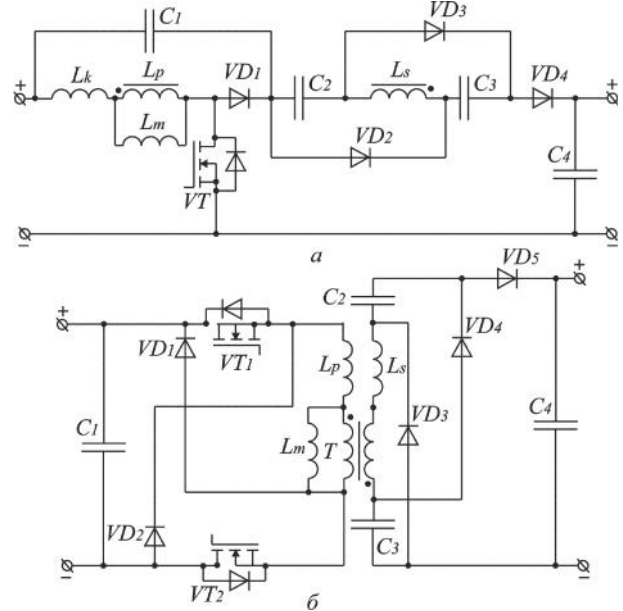 C1
VD3
Lk
Lp
VD1
C2
Ls
C3
VD4
Lm
VD2
C4
VT
+
+
−
−
а
VD5
+
+
C2
VD4
VD1
VT1
Lp
Ls
C1
Lm
T
VD3
C4
VD2
C3
VT2
−
−
б